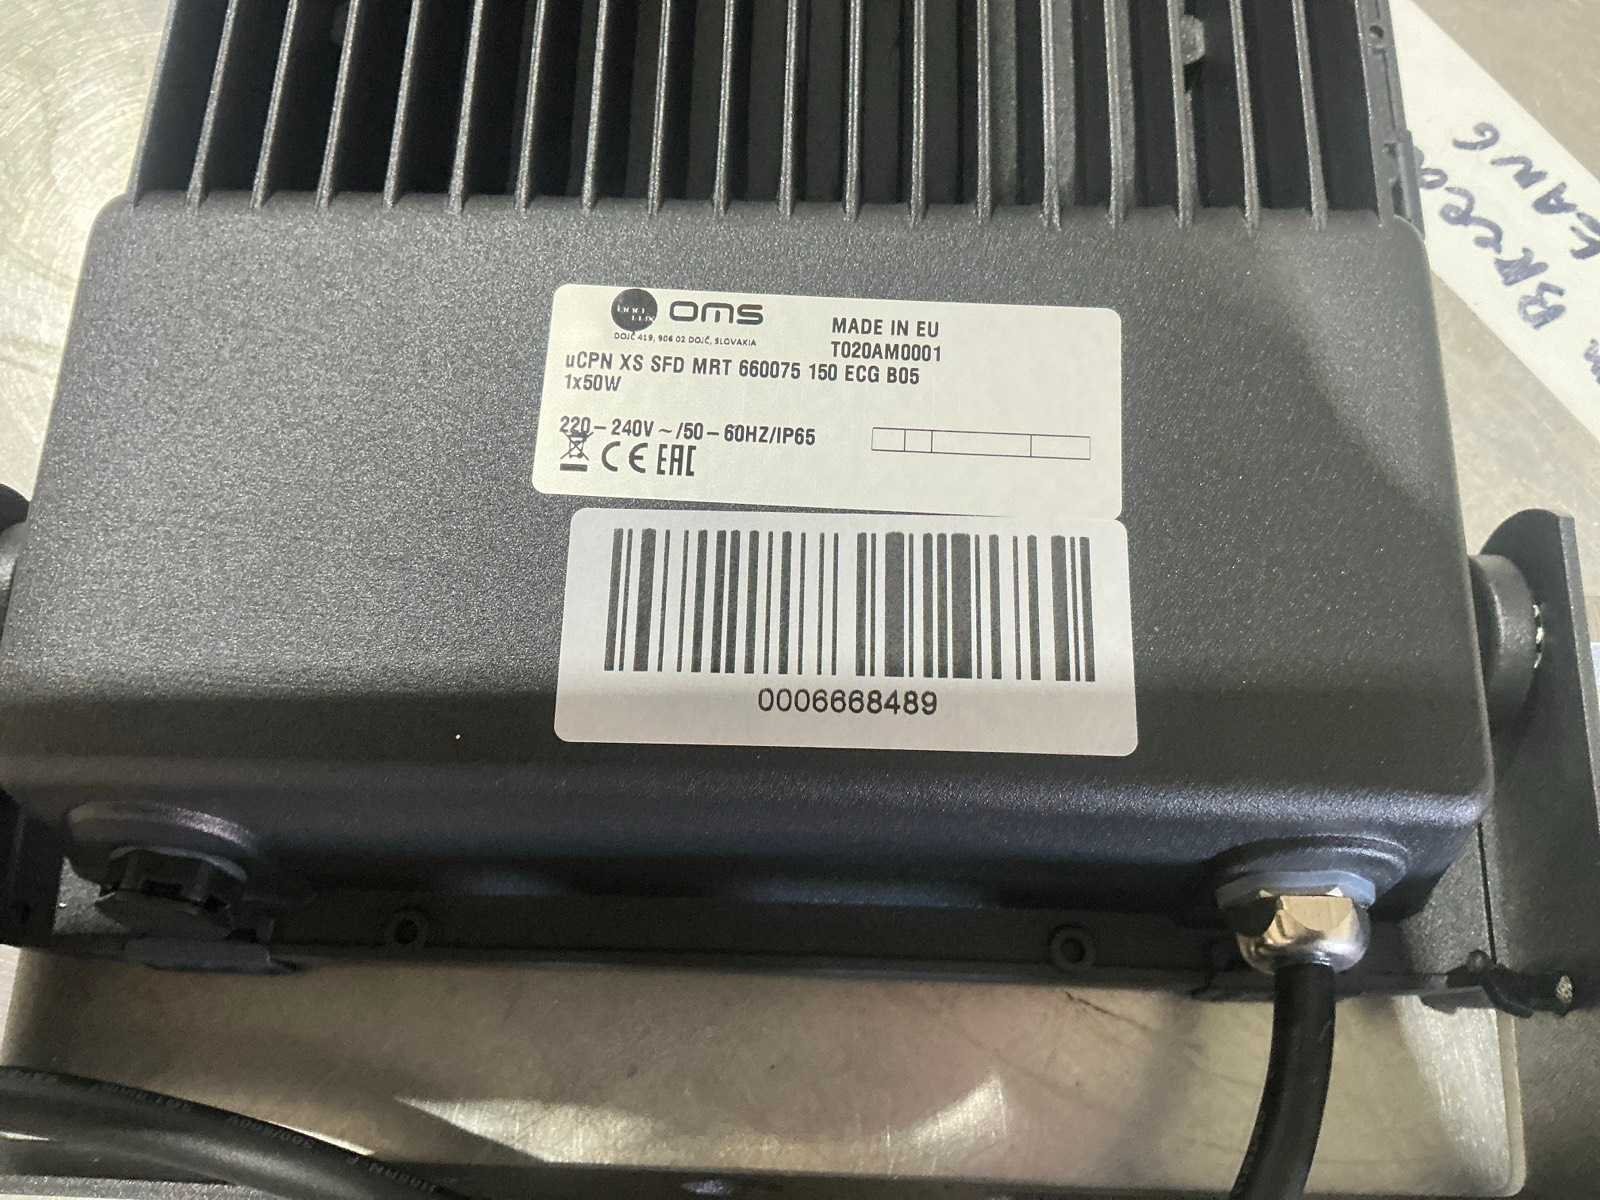 OMS
DOJČ 419, 906 02 DOJČ, SLOVAKIA
MADE IN EU
T020AM0001
uCPN XS SFD MRT 660075 150 ECG B05
1x50W
220–240V ~/50–60HZ/IP65
CE EAC
0006668489